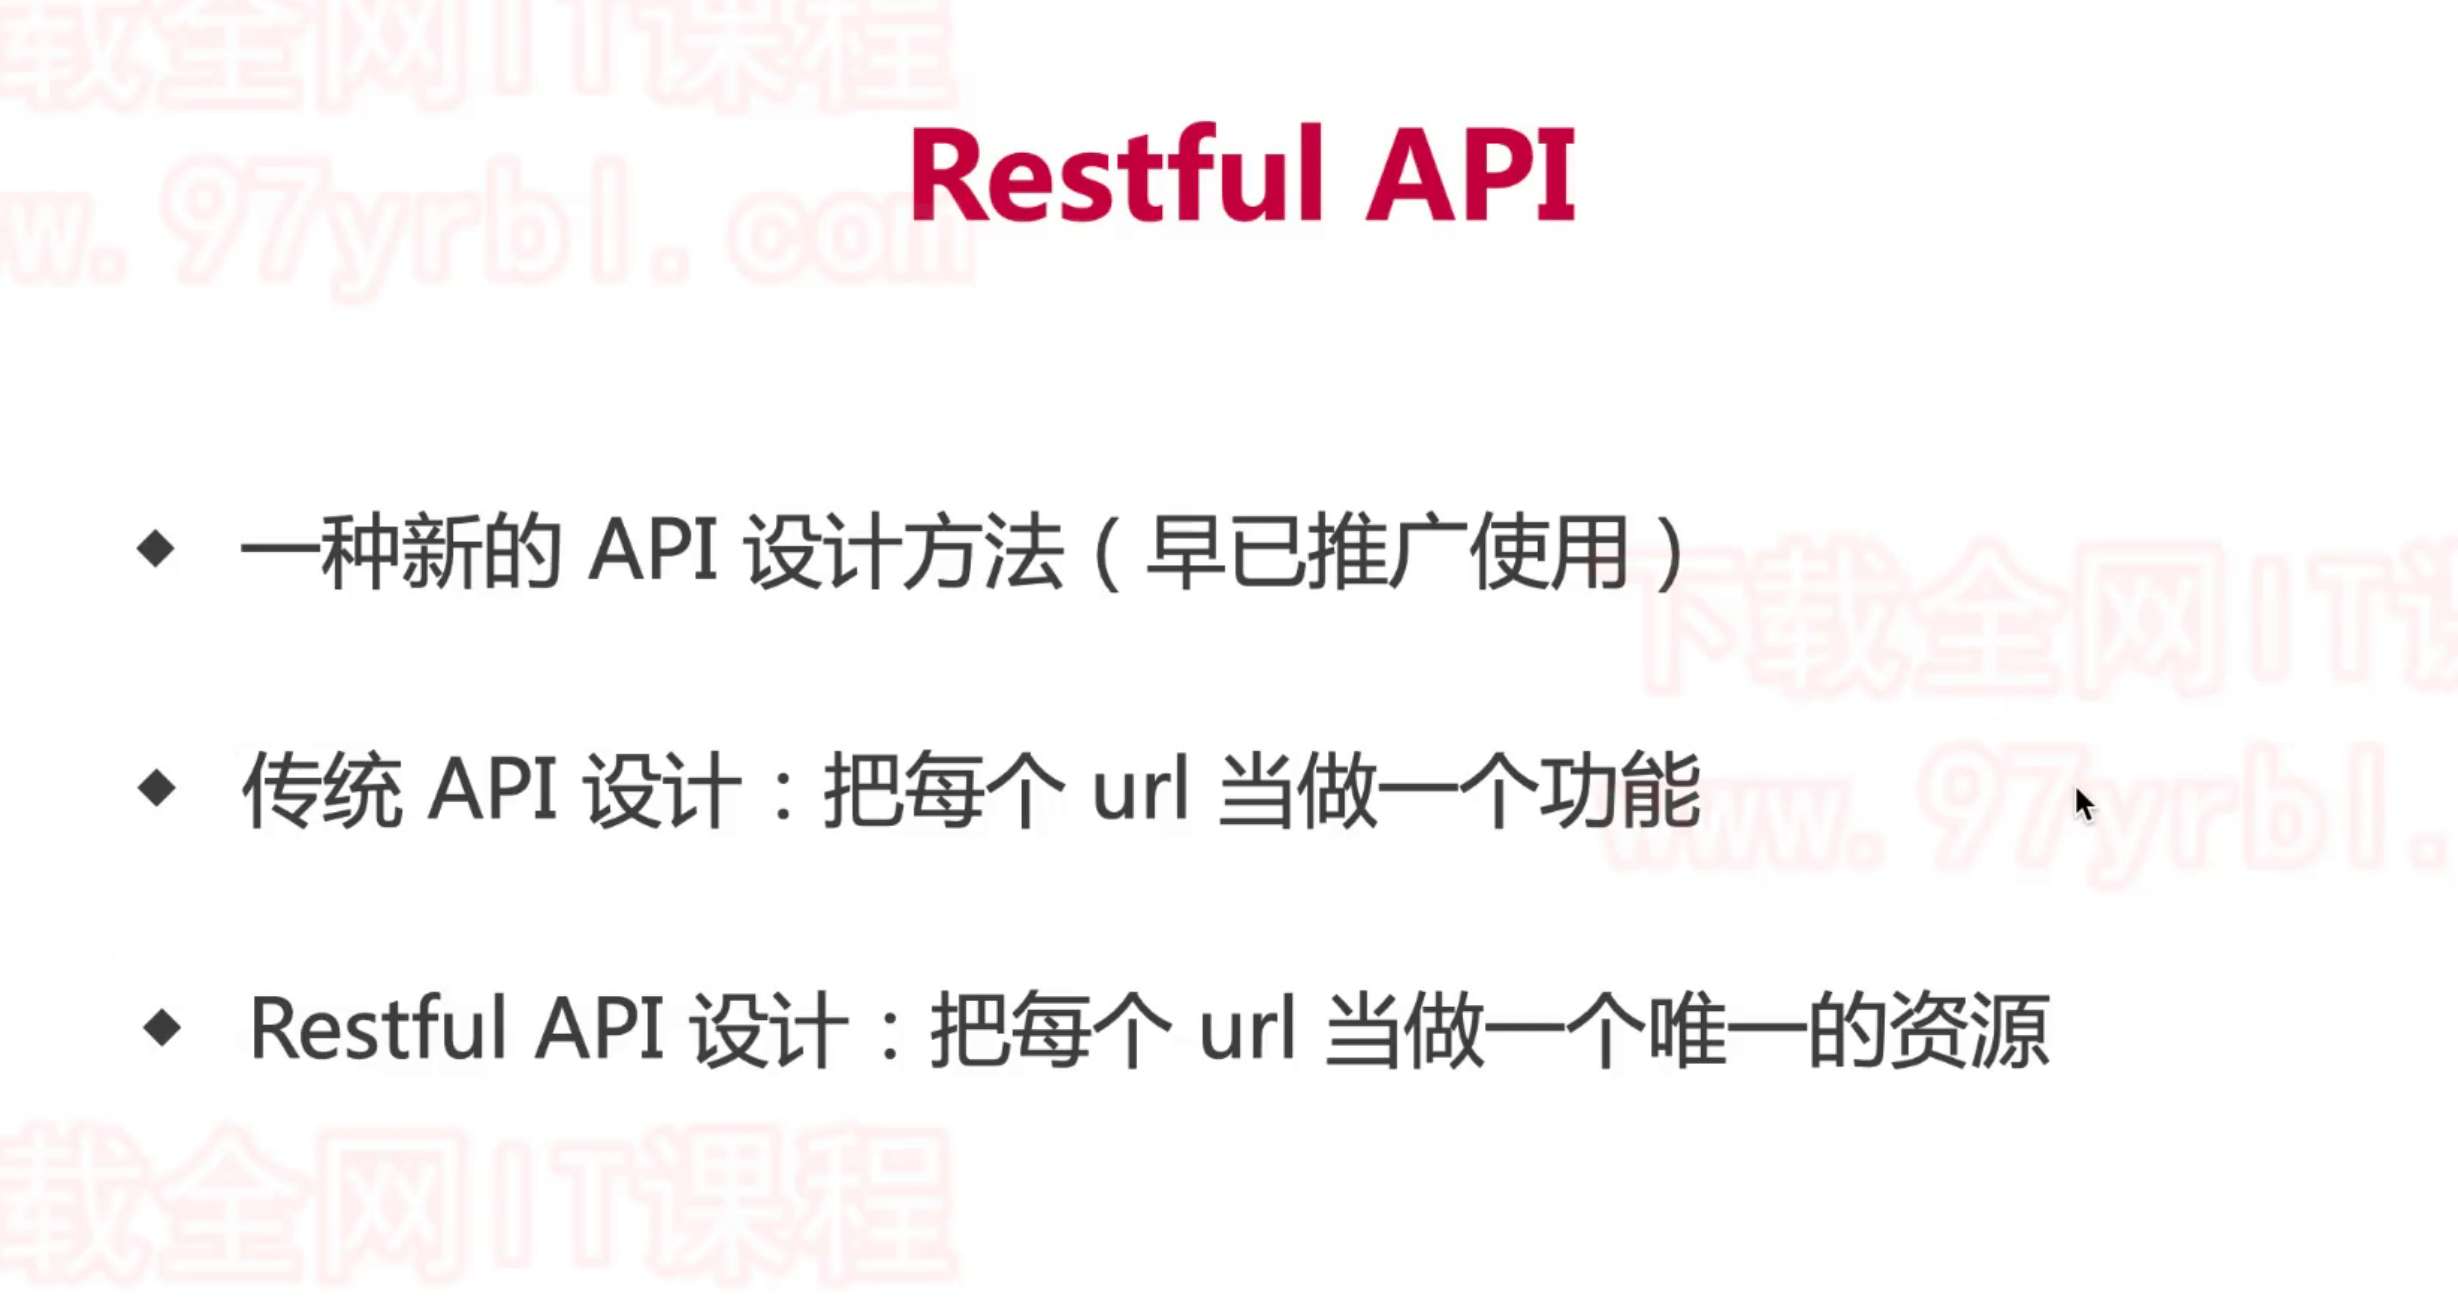 载全网IT课程
w.97yrbl.com
Restful API
◆ 一种新的 API 设计方法（早已推广使用）
下载全网IT课
◆ 传统 API 设计：把每个 url 当做一个功能
www.97yrbl.
◆ Restful API 设计：把每个 url 当做一个唯一的资源
载全网IT课程